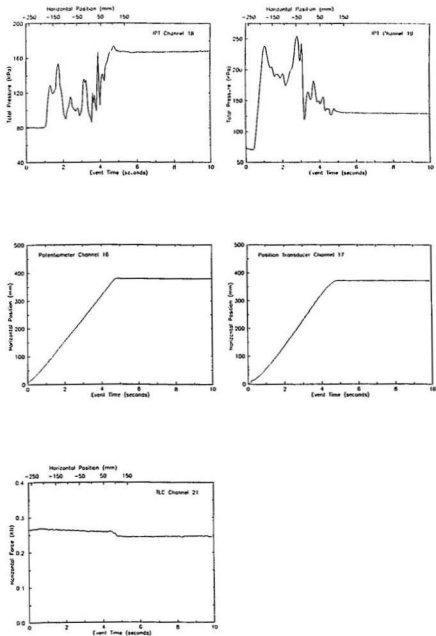 Horizontal Position (mm)
-250 -150 -50 50 150
IPT Channel 18
Total Pressure (kPa)
200
160
120
80
40
0 2 4 6 8 10
Event Time (seconds)
Horizontal Position (mm)
-250 -150 -50 50 150
IPT Channel 19
Total Pressure (kPa)
250
200
150
100
50
0 2 4 6 8 10
Event Time (seconds)
Potentiometer Channel 16
Horizontal Position (mm)
500
400
300
200
100
0
0 2 4 6 8 10
Event Time (seconds)
Position Transducer Channel 17
Horizontal Position (mm)
500
400
300
200
100
0
0 2 4 6 8 10
Event Time (seconds)
Horizontal Position (mm)
-250 -150 -50 50 150
TLC Channel 21
Horizontal Force (kN)
0.4
0.3
0.2
0.1
0.0
0 2 4 6 8 10
Event Time (seconds)